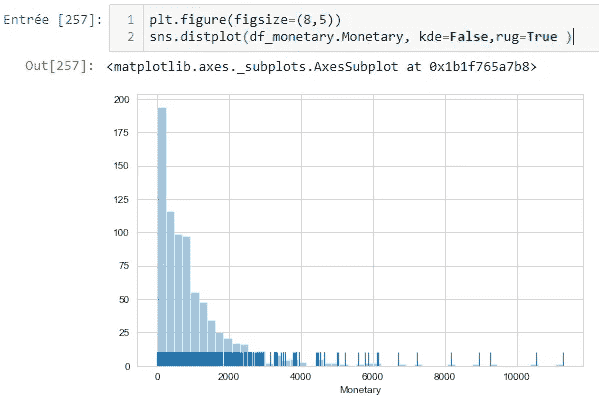 Entrée [257]:
1 plt.figure(figsize=(8,5))
2 sns.distplot(df_monetary.Monetary, kde=False,rug=True )
Out[257]: <matplotlib.axes._subplots.AxesSubplot at 0x1b1f765a7b8>
200
175
150
125
100
75
50
25
0
0 2000 4000 6000 8000 10000
Monetary